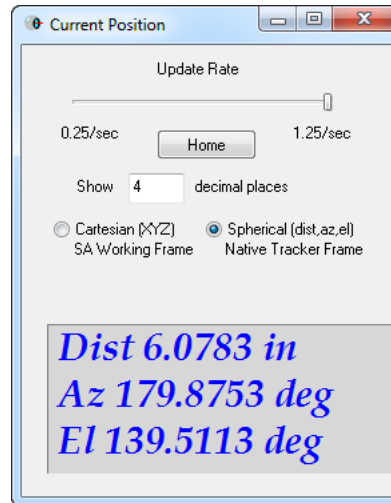 Current Position
Update Rate
0.25/sec 1.25/sec
Home
Show 4 decimal places
Cartesian (XYZ) Spherical (dist,az,el)
SA Working Frame Native Tracker Frame
Dist 6.0783 in
Az 179.8753 deg
El 139.5113 deg